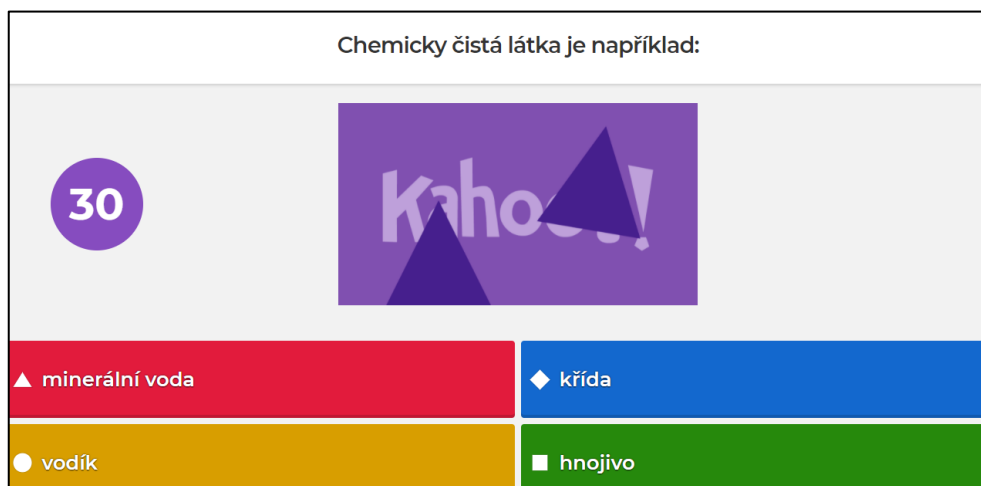 Chemicky čistá látka je například:
30
Kahoot!
minerální voda
křída
vodík
hnojivo